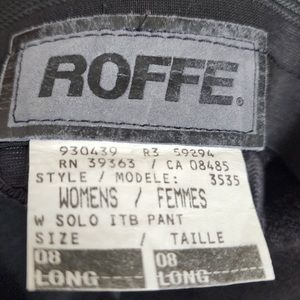 ROFFE®
930439 / R3 59294
RN 39363 / CA 08485
STYLE / MODELE: 3535
WOMENS / FEMMES
W SOLO ITB PANT
SIZE / TAILLE
08 08
LONG LONG